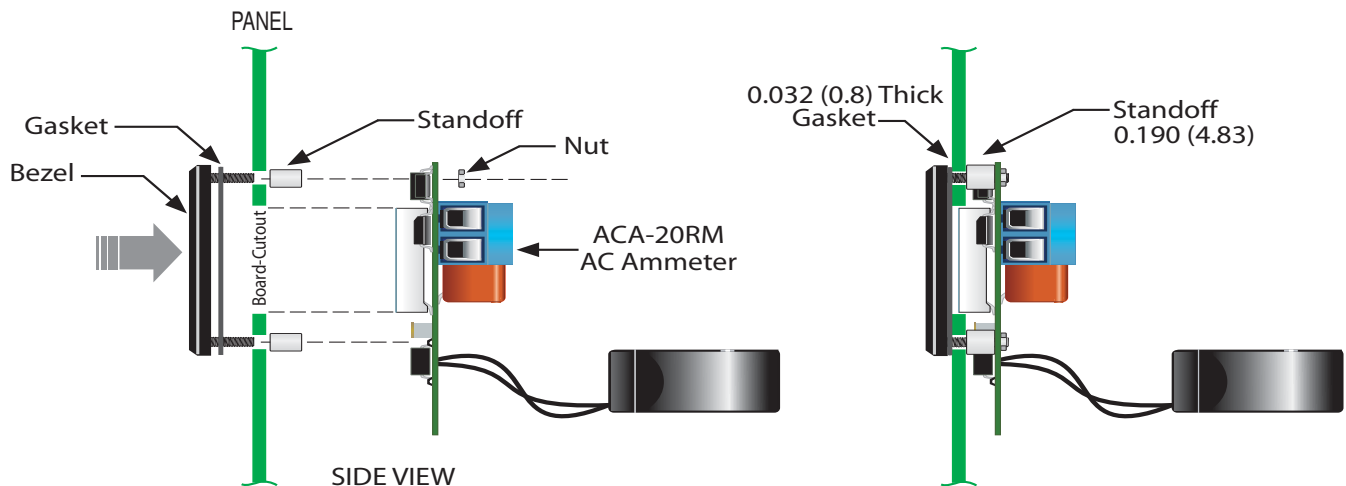 PANEL
Gasket
Bezel
Standoff
Nut
Board-Cutout
ACA-20RM
AC Ammeter
SIDE VIEW
0.032 (0.8) Thick
Gasket
Standoff
0.190 (4.83)